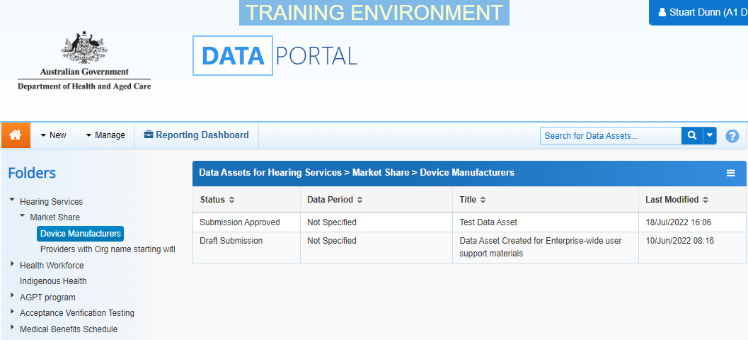 TRAINING ENVIRONMENT
Stuart Dunn (A1 D
Australian Government
Department of Health and Aged Care
DATA PORTAL
New Manage Reporting Dashboard Search for Data Assets... ?
Folders
Hearing Services
Market Share
Device Manufacturers
Providers with Org name starting witl
Health Workforce
Indigenous Health
AGPT program
Acceptance Verification Testing
Medical Benefits Schedule
Data Assets for Hearing Services > Market Share > Device Manufacturers
Status Data Period Title Last Modified
Submission Approved Not Specified Test Data Asset 18/Jul/2022 16:06
Draft Submission Not Specified Data Asset Created for Enterprise-wide user 10/Jun/2022 08:16
support materials